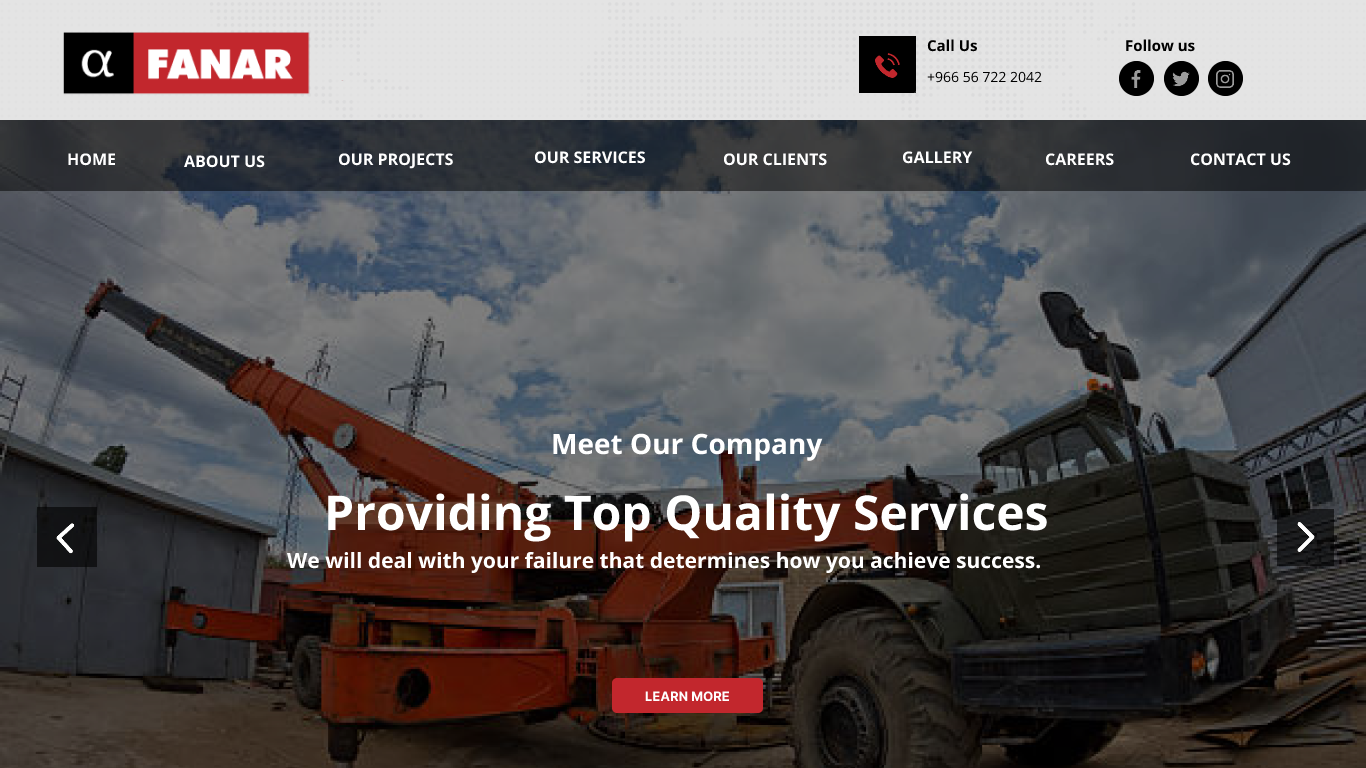 α FANAR
Call Us
+966 56 722 2042
Follow us
HOME
ABOUT US
OUR PROJECTS
OUR SERVICES
OUR CLIENTS
GALLERY
CAREERS
CONTACT US
Meet Our Company
Providing Top Quality Services
We will deal with your failure that determines how you achieve success.
LEARN MORE